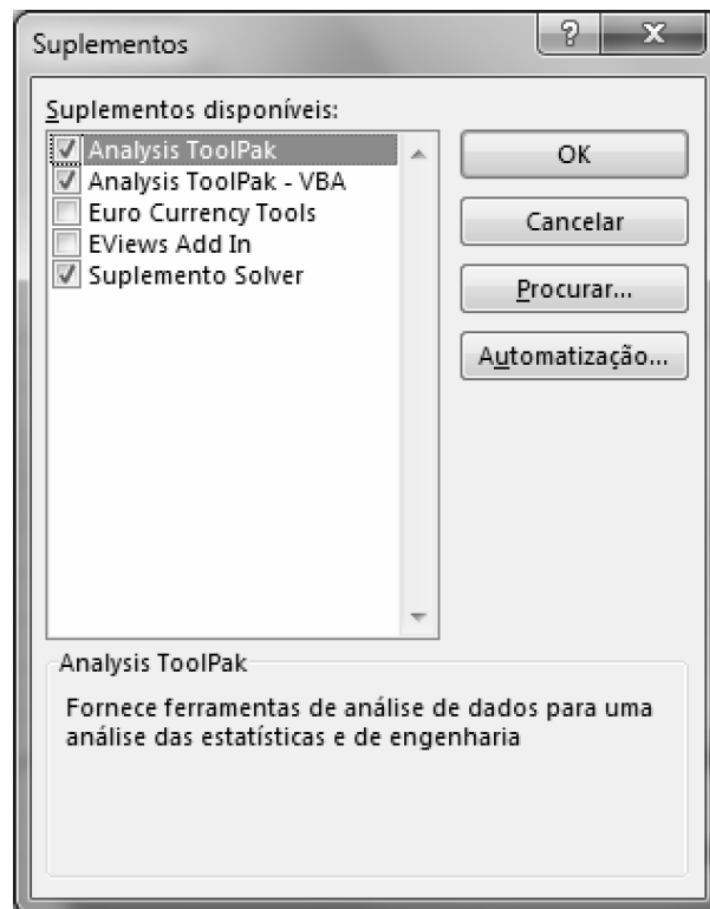 Suplementos
Suplementos disponíveis:
Analysis ToolPak
Analysis ToolPak - VBA
Euro Currency Tools
EViews Add In
Suplemento Solver
OK
Cancelar
Procurar...
Automatização...
Analysis ToolPak
Fornece ferramentas de análise de dados para uma
análise das estatísticas e de engenharia